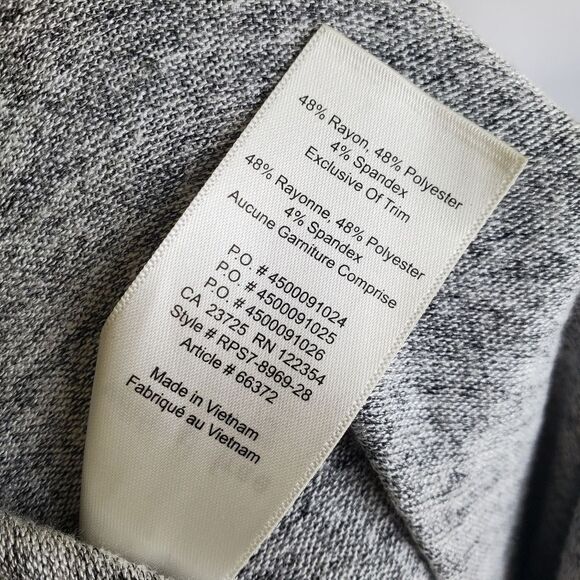 48% Rayon, 48% Polyester
4% Spandex
Exclusive Of Trim
48% Rayonne, 48% Polyester
4% Spandex
Aucune Garniture Comprise
P.O. # 4500091024
P.O. # 4500091025
P.O. # 4500091026
CA 23725 RN 122354
Style # RPS7-8969-28
Article # 66372
Made in Vietnam
Fabriqué au Vietnam